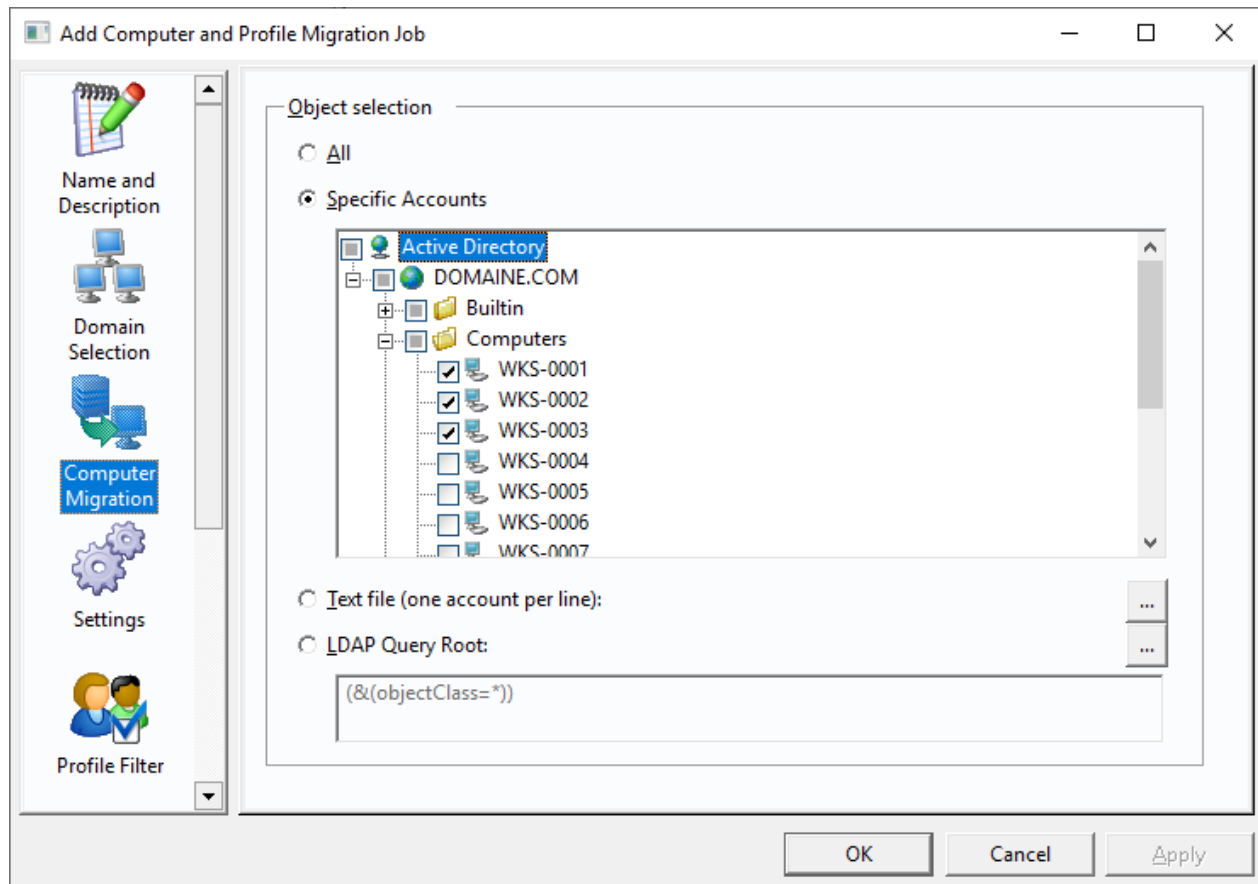 Add Computer and Profile Migration Job
Name and
Description
Domain
Selection
Computer
Migration
Settings
Profile Filter
Object selection
All
Specific Accounts
Active Directory
DOMAINE.COM
Builtin
Computers
WKS-0001
WKS-0002
WKS-0003
WKS-0004
WKS-0005
WKS-0006
WKS-0007
Text file (one account per line):
...
LDAP Query Root:
...
(&(objectClass=*))
OK
Cancel
Apply